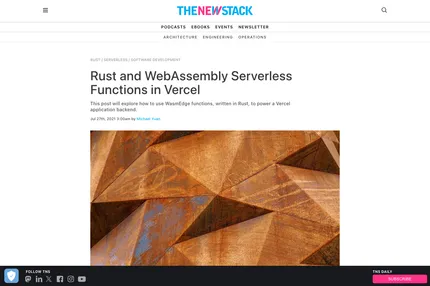 THENEWSTACK
PODCASTS EBOOKS EVENTS NEWSLETTER
ARCHITECTURE ENGINEERING OPERATIONS
RUST / SERVERLESS / SOFTWARE DEVELOPMENT
Rust and WebAssembly Serverless
Functions in Vercel
This post will explore how to use WasmEdge functions, written in Rust, to power a Vercel
application backend.
Jul 27th, 2021 3:00am by Michael Yuan
FOLLOW TNS
TNS DAILY
SUBSCRIBE